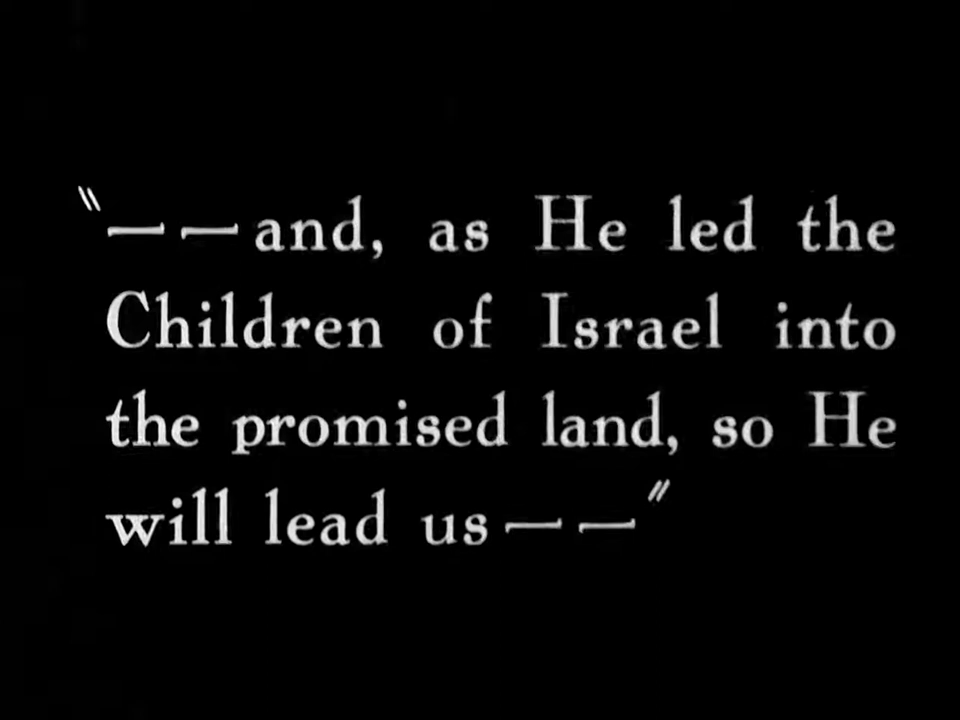 "— —and, as He led the
Children of Israel into
the promised land, so He
will lead us— —"